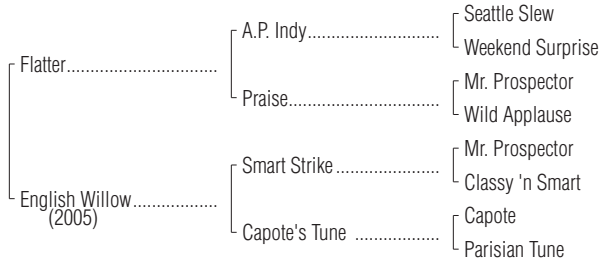 Seattle Slew
A.P. Indy..............................
Weekend Surprise
Flatter................................
Mr. Prospector
Praise................................
Wild Applause
Mr. Prospector
Smart Strike......................
Classy 'n Smart
English Willow..................
(2005)
Capote
Capote's Tune ..................
Parisian Tune